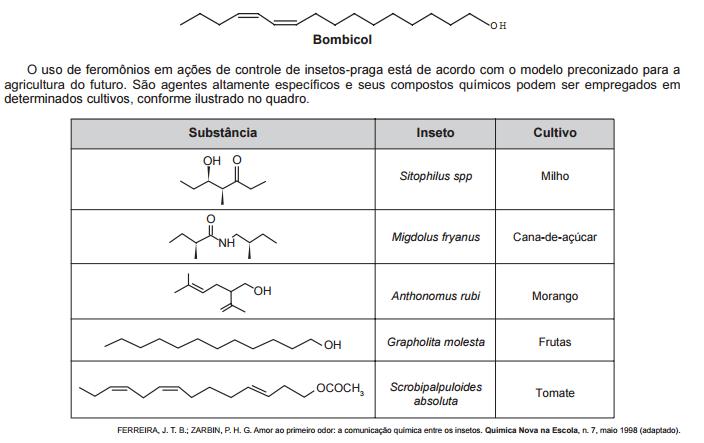 OH
Bombicol
O uso de feromônios em ações de controle de insetos-praga está de acordo com o modelo preconizado para a
agricultura do futuro. São agentes altamente específicos e seus compostos químicos podem ser empregados em
determinados cultivos, conforme ilustrado no quadro.
Substância Inseto Cultivo
OH O
Sitophilus spp Milho
O
NH
Migdolus fryanus Cana-de-açúcar
OH
Anthonomus rubi Morango
OH
Grapholita molesta Frutas
OCOCH3
Scrobipalpuloides
absoluta
Tomate
FERREIRA, J. T. B.; ZARBIN, P. H. G. Amor ao primeiro odor: a comunicação química entre os insetos. Química Nova na Escola, n. 7, maio 1998 (adaptado).